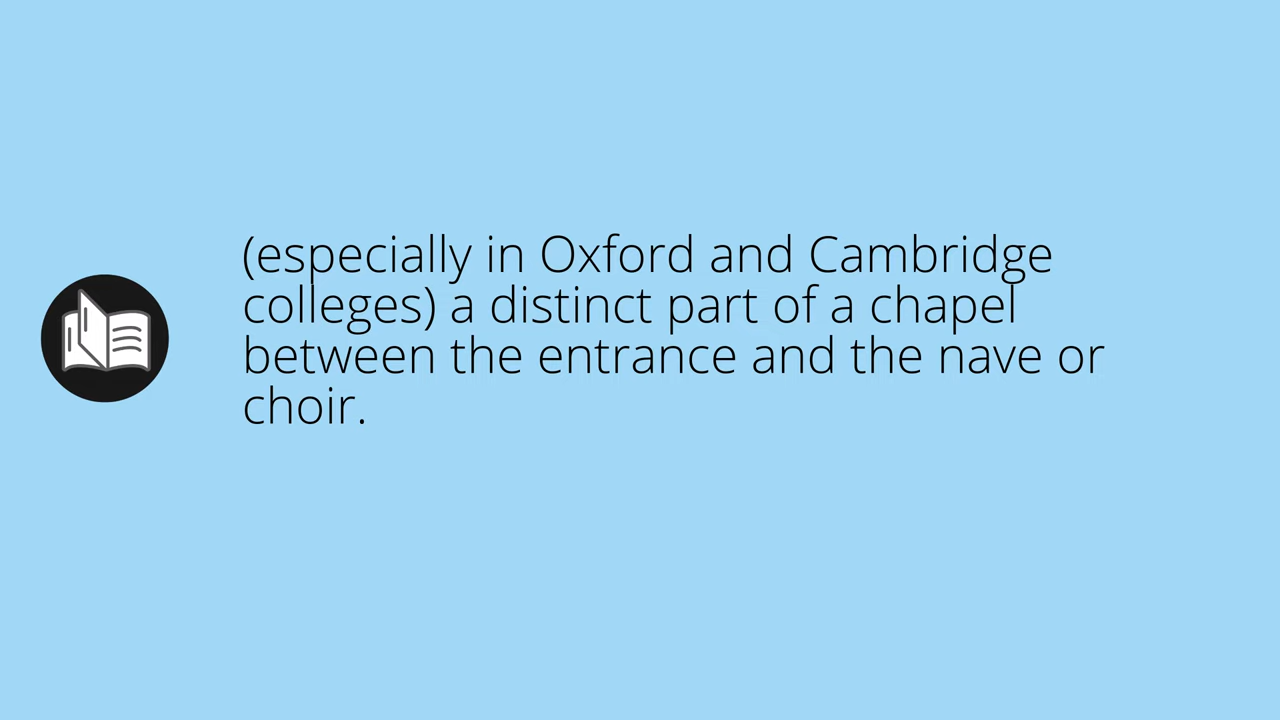 (especially in Oxford and Cambridge
colleges) a distinct part of a chapel
between the entrance and the nave or
choir.